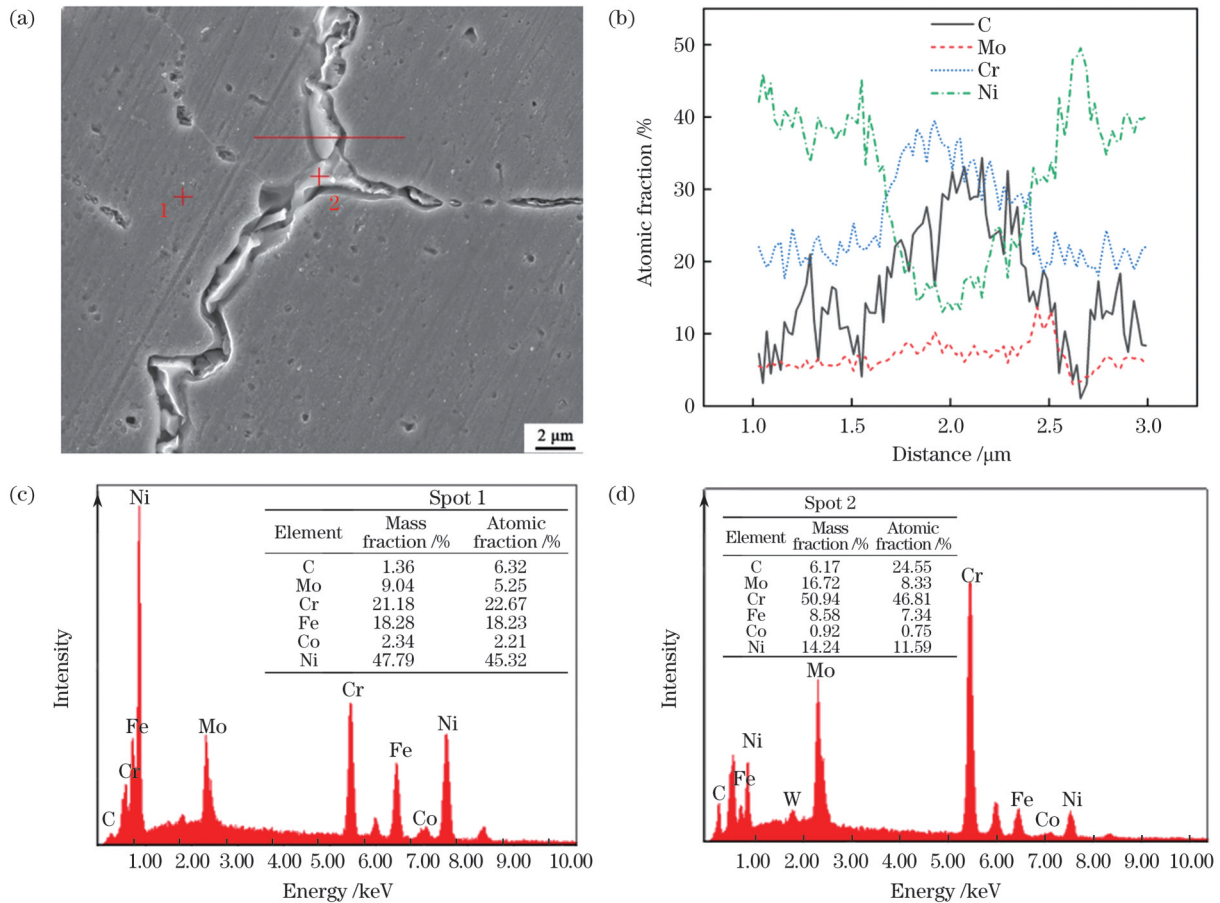 (a)
1
2
2 μm
(b)
C
Mo
Cr
Ni
Atomic fraction /%
50
40
30
20
10
0
1.0 1.5 2.0 2.5 3.0
Distance /μm
(c)
Spot 1
Element Mass fraction /% Atomic fraction /%
C 1.36 6.32
Mo 9.04 5.25
Cr 21.18 22.67
Fe 18.28 18.23
Co 2.34 2.21
Ni 47.79 45.32
Ni
Fe
Cr
C
Mo
Cr
Fe
Co
Ni
Intensity
1.00 2.00 3.00 4.00 5.00 6.00 7.00 8.00 9.00 10.00
Energy /keV
(d)
Spot 2
Element Mass fraction /% Atomic fraction /%
C 6.17 24.55
Mo 16.72 8.33
Cr 50.94 46.81
Fe 8.58 7.34
Co 0.92 0.75
Ni 14.24 11.59
C
Fe
Ni
W
Mo
Cr
Fe
Co
Ni
Intensity
1.00 2.00 3.00 4.00 5.00 6.00 7.00 8.00 9.00 10.00
Energy /keV